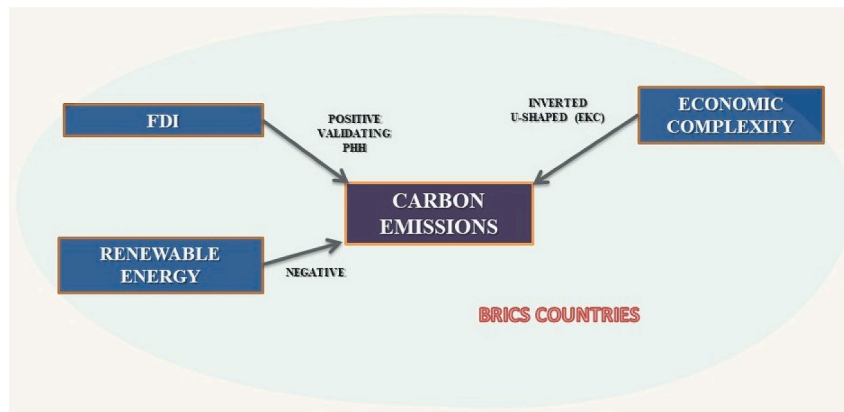 FDI
POSITIVE
VALIDATING
PHH
INVERTED
U-SHAPED (EKC)
ECONOMIC
COMPLEXITY
CARBON
EMISSIONS
RENEWABLE
ENERGY
NEGATIVE
BRICS COUNTRIES